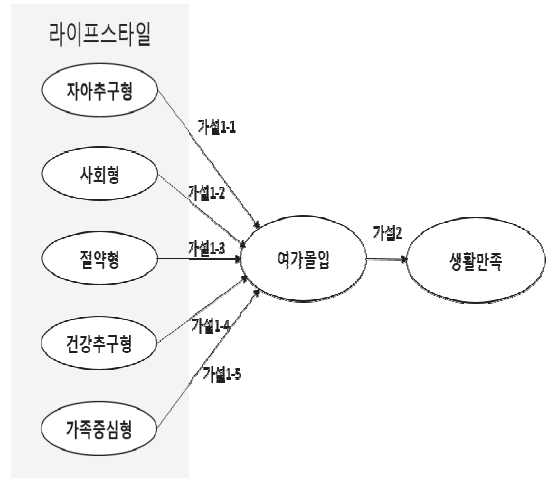 라이프스타일
자아추구형
가설1-1
사회형
가설1-2
절약형
가설1-3
여가몰입
가설2
생활만족
건강추구형
가설1-4
가설1-5
가족중심형